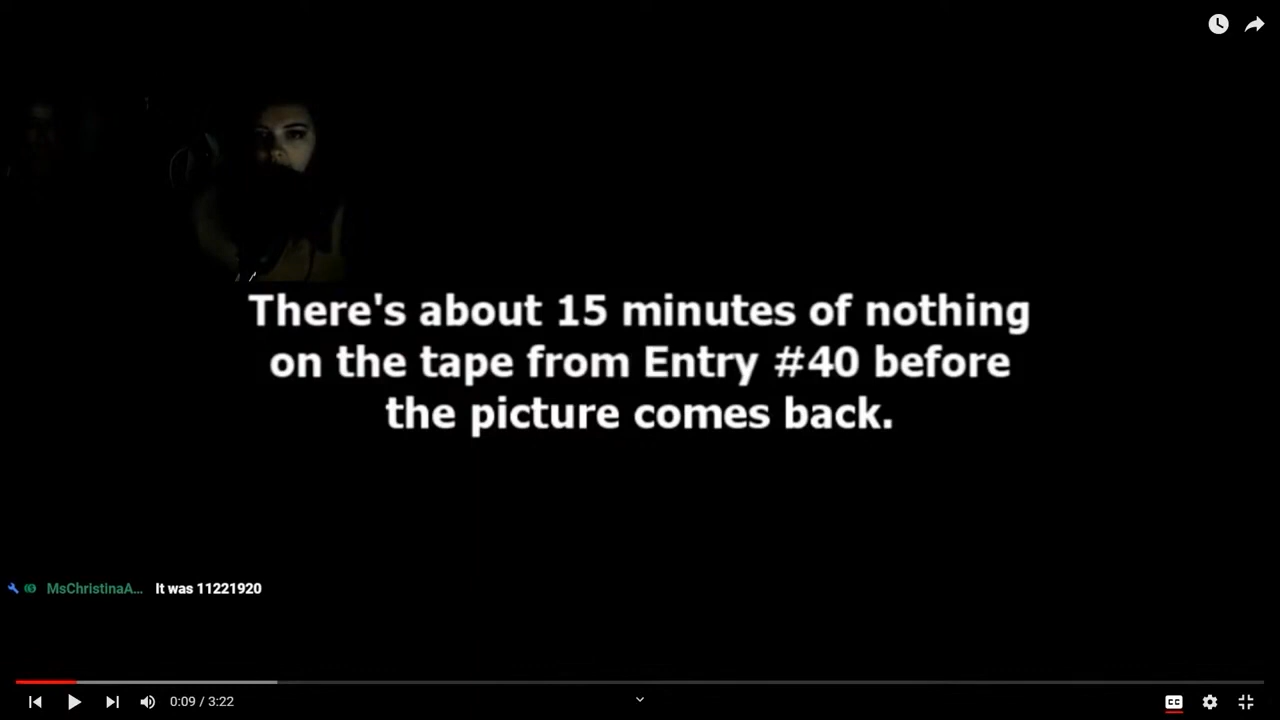 There's about 15 minutes of nothing
on the tape from Entry #40 before
the picture comes back.
MsChristinaA... It was 11221920
0:09 / 3:22
CC